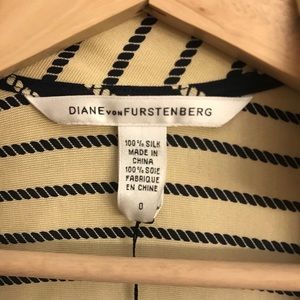 DIANE VON FURSTENBERG
100% SILK
MADE IN
CHINA
100% SOIE
FABRIQUE
EN CHINE
0